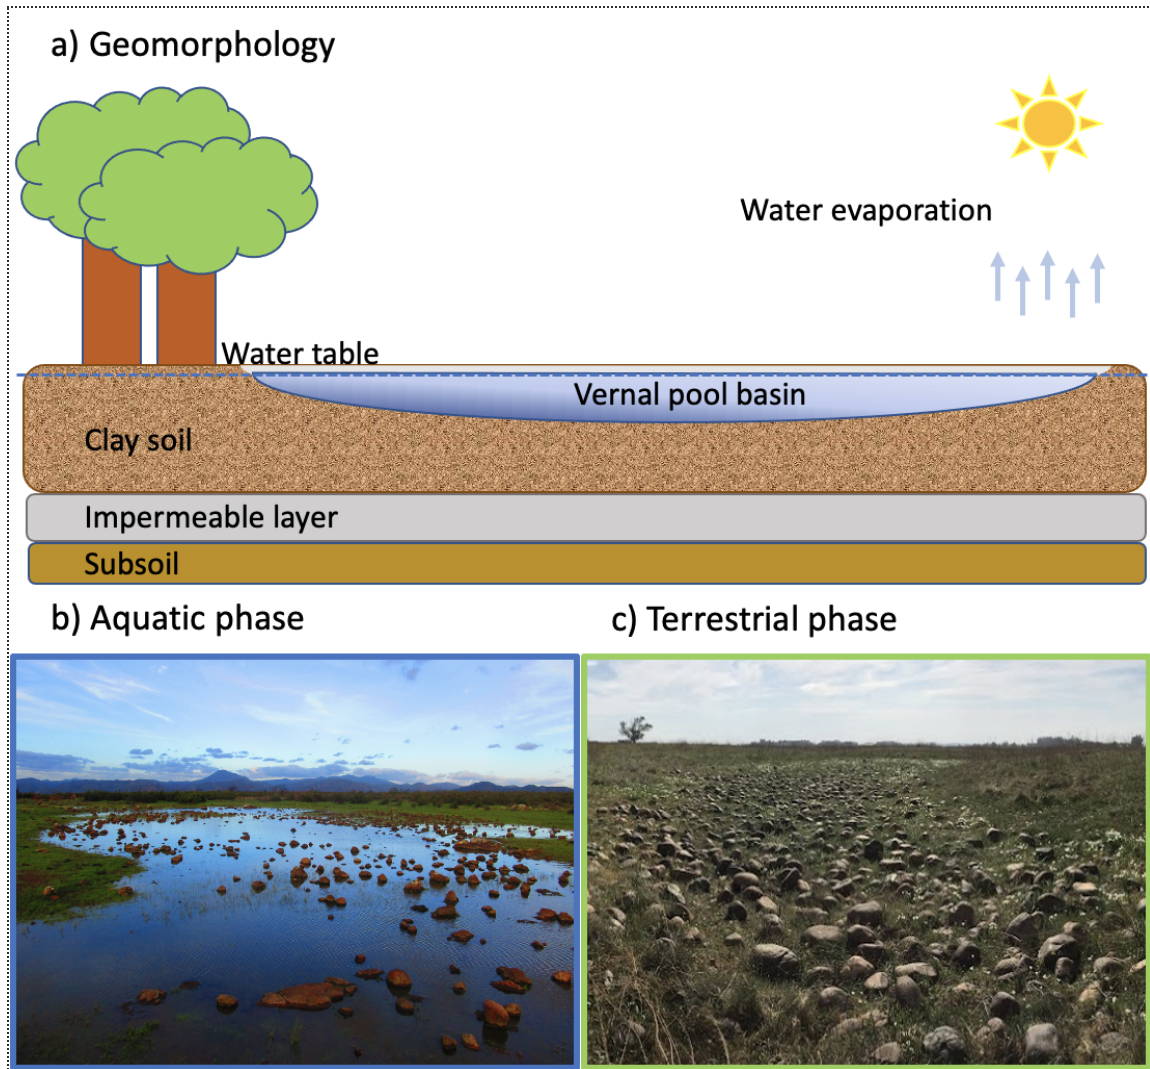 a) Geomorphology
Water evaporation
Water table
Vernal pool basin
Clay soil
Impermeable layer
Subsoil
b) Aquatic phase
c) Terrestrial phase